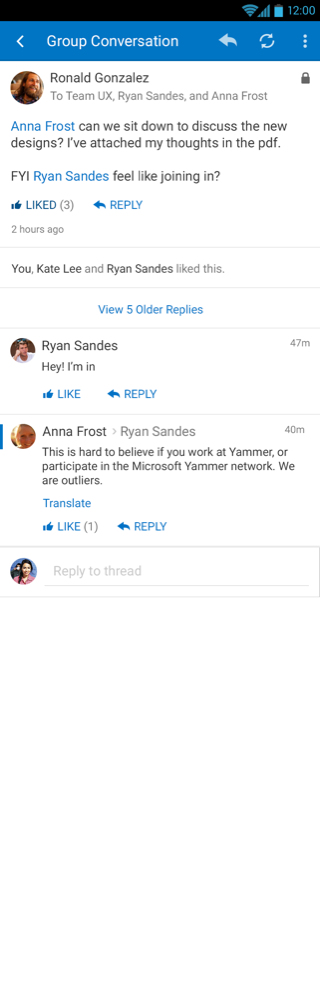 12:00
Group Conversation
Ronald Gonzalez
To Team UX, Ryan Sandes, and Anna Frost
Anna Frost can we sit down to discuss the new
designs? I've attached my thoughts in the pdf.
FYI Ryan Sandes feel like joining in?
LIKED (3) REPLY
2 hours ago
You, Kate Lee and Ryan Sandes liked this.
View 5 Older Replies
Ryan Sandes 47m
Hey! I'm in
LIKE REPLY
Anna Frost > Ryan Sandes 40m
This is hard to believe if you work at Yammer, or
participate in the Microsoft Yammer network. We
are outliers.
Translate
LIKE (1) REPLY
Reply to thread